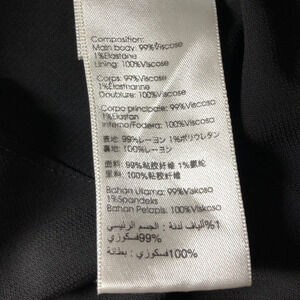 Composition:
Main body: 99%Viscose
1%Elastane
Lining: 100%Viscose
Corps: 99%Viscose
1%Elasthanne
Doublure: 100%Viscose
Corpo principale: 99%Viscosa
1%Elastan
Interno/Fodera: 100%Viscosa
表地: 99%レーヨン 1%ポリウレタン
裏地: 100%レーヨン
面料: 99%粘胶纤维 1%氨纶
里料: 100%粘胶纤维
Bahan Utama: 99%Viskosa
1%Spandeks
Bahan Pelapis: 100%Viskosa
%1 ألياف لدنة : الجسم الرئيسي
99%فسكوزي
100%فسكوزي : بطانة